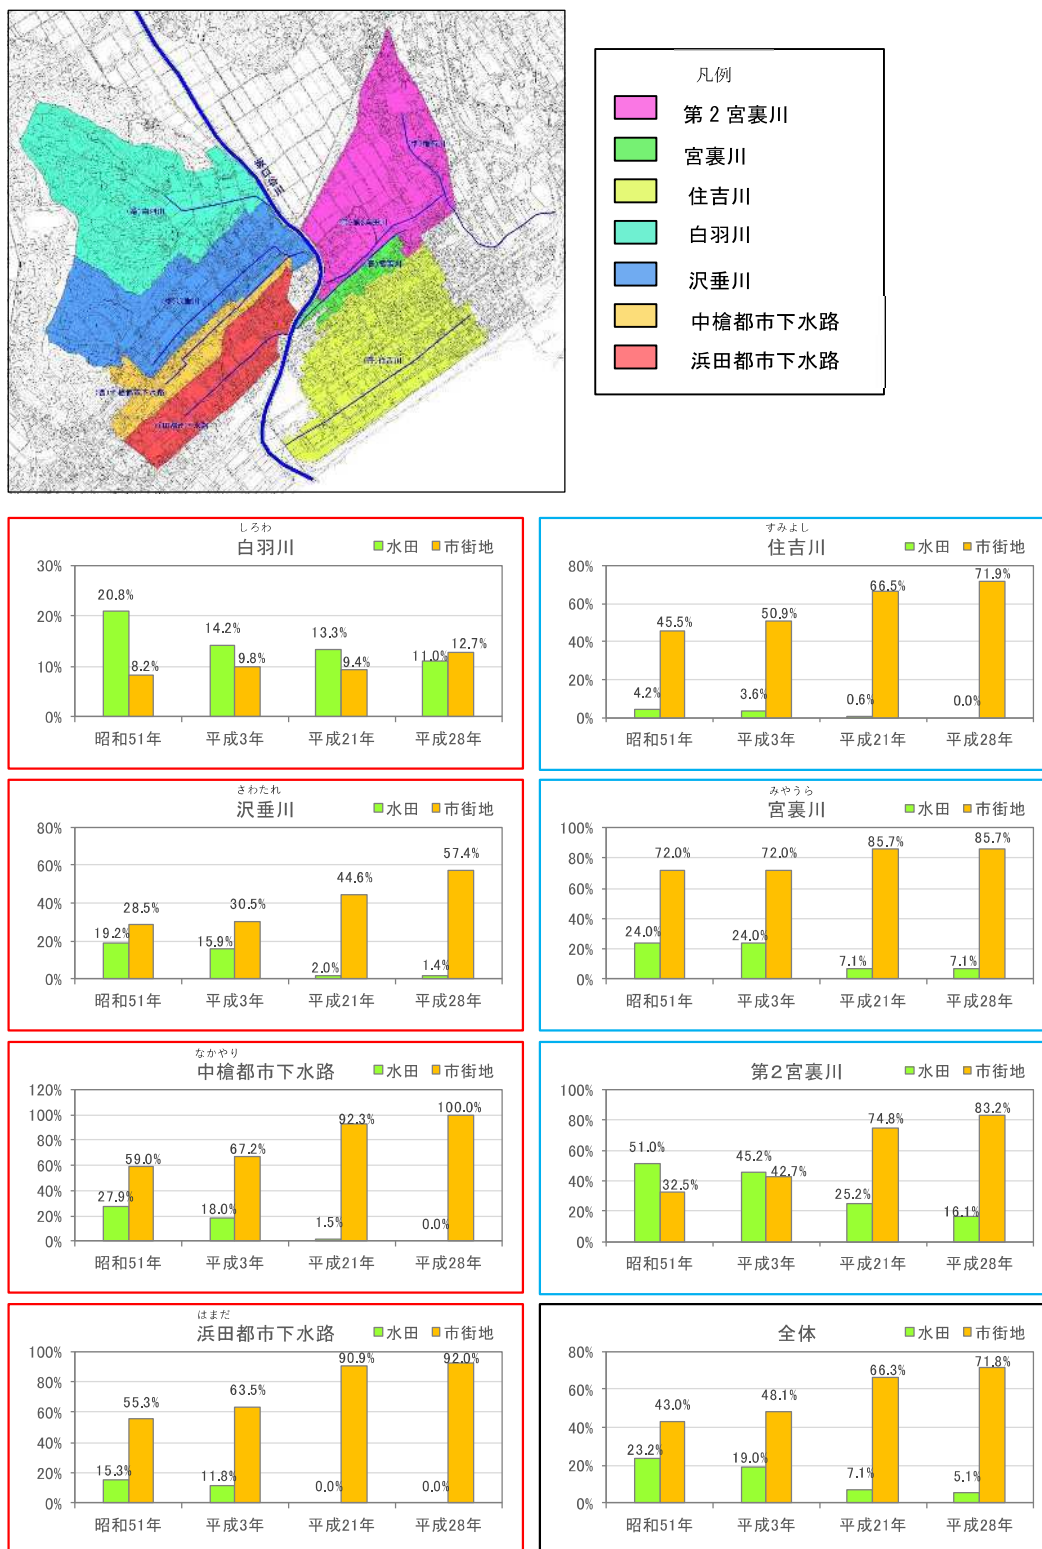 凡例
第2宮裏川
宮裏川
住吉川
白羽川
沢垂川
中槍都市下水路
浜田都市下水路
しろわ
白羽川
水田 市街地
30%
20%
10%
0%
20.8%
8.2%
14.2%
9.8%
13.3%
9.4%
11.0%
12.7%
昭和51年 平成3年 平成21年 平成28年
すみよし
住吉川
水田 市街地
80%
60%
40%
20%
0%
4.2%
45.5%
3.6%
50.9%
0.6%
66.5%
0.0%
71.9%
昭和51年 平成3年 平成21年 平成28年
さわたれ
沢垂川
水田 市街地
80%
60%
40%
20%
0%
19.2%
28.5%
15.9%
30.5%
2.0%
44.6%
1.4%
57.4%
昭和51年 平成3年 平成21年 平成28年
みやうら
宮裏川
水田 市街地
100%
80%
60%
40%
20%
0%
24.0%
72.0%
24.0%
72.0%
7.1%
85.7%
7.1%
85.7%
昭和51年 平成3年 平成21年 平成28年
なかやり
中槍都市下水路
水田 市街地
120%
100%
80%
60%
40%
20%
0%
27.9%
59.0%
18.0%
67.2%
1.5%
92.3%
0.0%
100.0%
昭和51年 平成3年 平成21年 平成28年
第2宮裏川
水田 市街地
100%
80%
60%
40%
20%
0%
51.0%
32.5%
45.2%
42.7%
25.2%
74.8%
16.1%
83.2%
昭和51年 平成3年 平成21年 平成28年
はまだ
浜田都市下水路
水田 市街地
100%
80%
60%
40%
20%
0%
15.3%
55.3%
11.8%
63.5%
0.0%
90.9%
0.0%
92.0%
昭和51年 平成3年 平成21年 平成28年
全体
水田 市街地
80%
60%
40%
20%
0%
23.2%
43.0%
19.0%
48.1%
7.1%
66.3%
5.1%
71.8%
昭和51年 平成3年 平成21年 平成28年